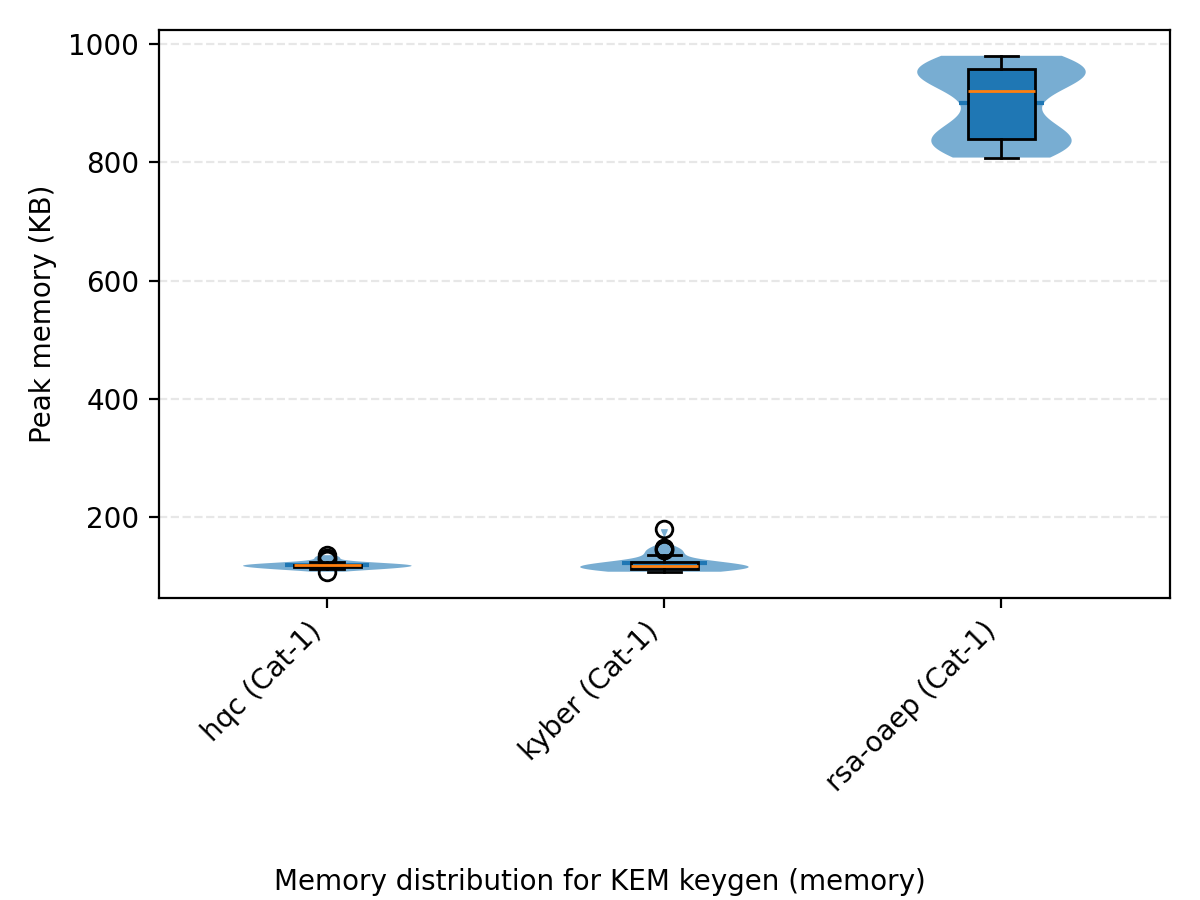 1000
800
600
400
200
Peak memory (KB)
hqc (Cat-1)
kyber (Cat-1)
rsa-oaep (Cat-1)
Memory distribution for KEM keygen (memory)